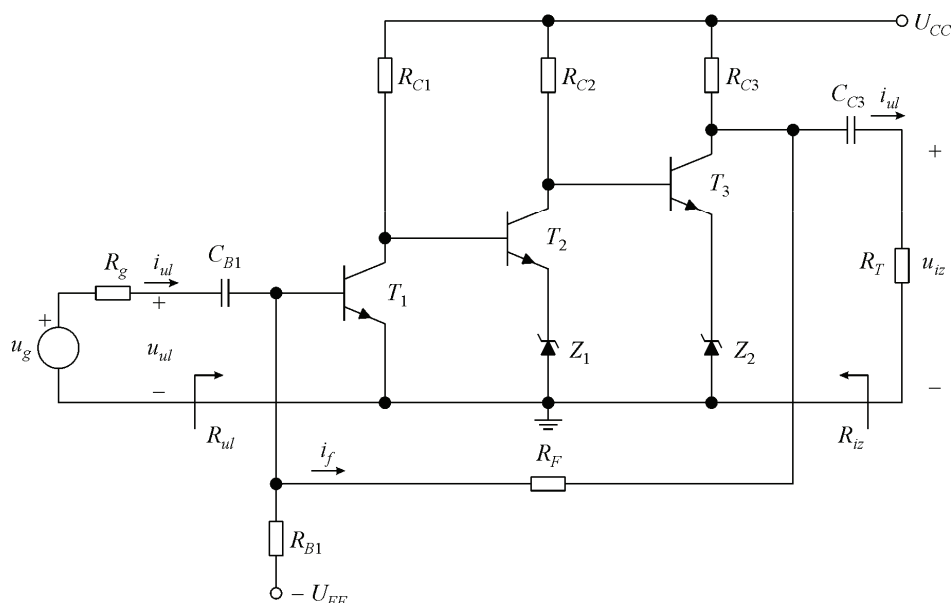 U_CC
R_C1
R_C2
R_C3
C_C3
i_ul
+
T_3
T_2
R_g
i_ul
C_B1
T_1
R_T
u_iz
+
+
u_g
u_ul
Z_1
Z_2
−
−
R_ul
R_iz
i_f
R_F
R_B1
− U_EE